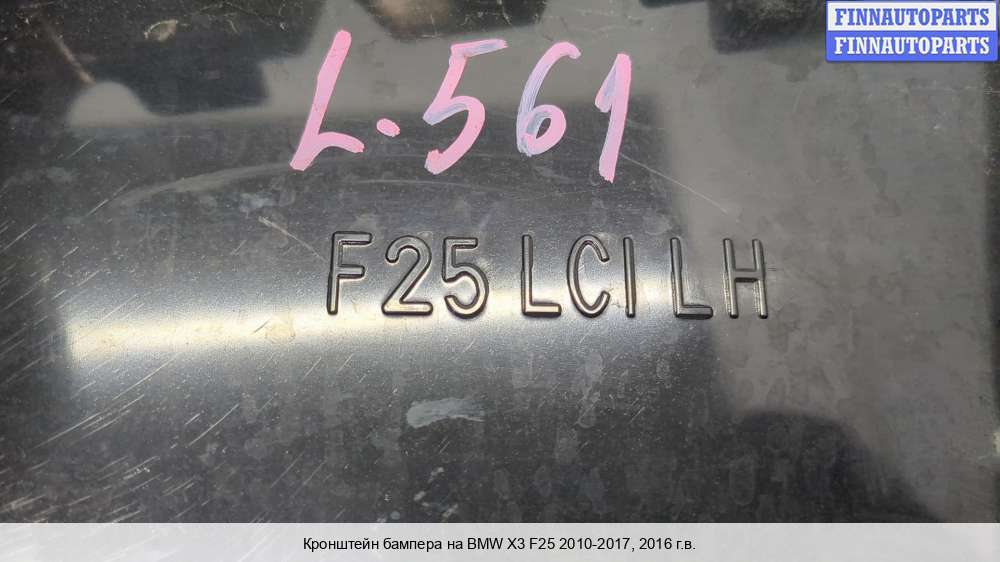 FINNAUTOPARTS
FINNAUTOPARTS
L.561
F25 LCI LH
Кронштейн бампера на BMW X3 F25 2010-2017, 2016 г.в.